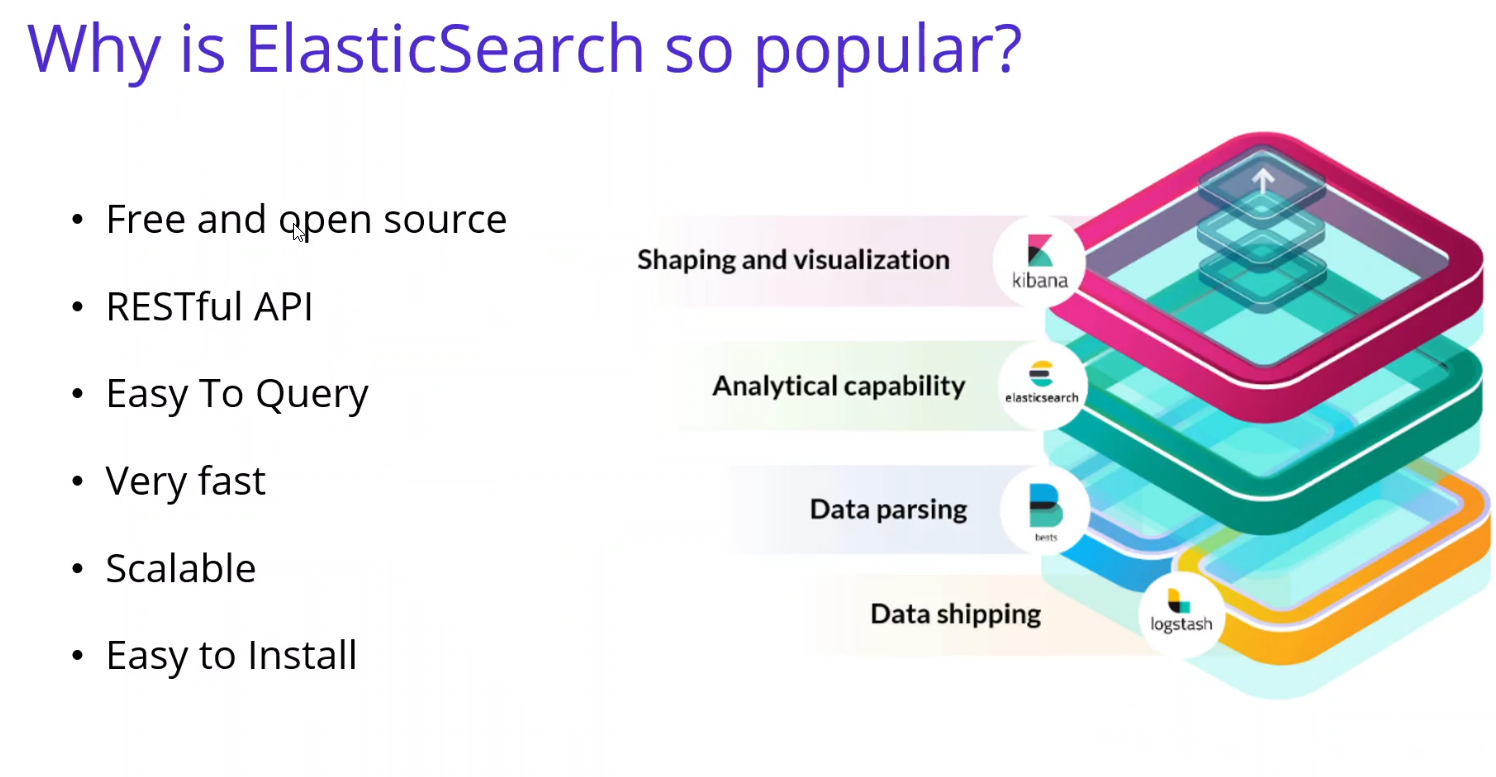 Why is ElasticSearch so popular?
• Free and open source
• RESTful API
• Easy To Query
• Very fast
• Scalable
• Easy to Install
Shaping and visualization
kibana
Analytical capability
elasticsearch
Data parsing
beats
Data shipping
logstash